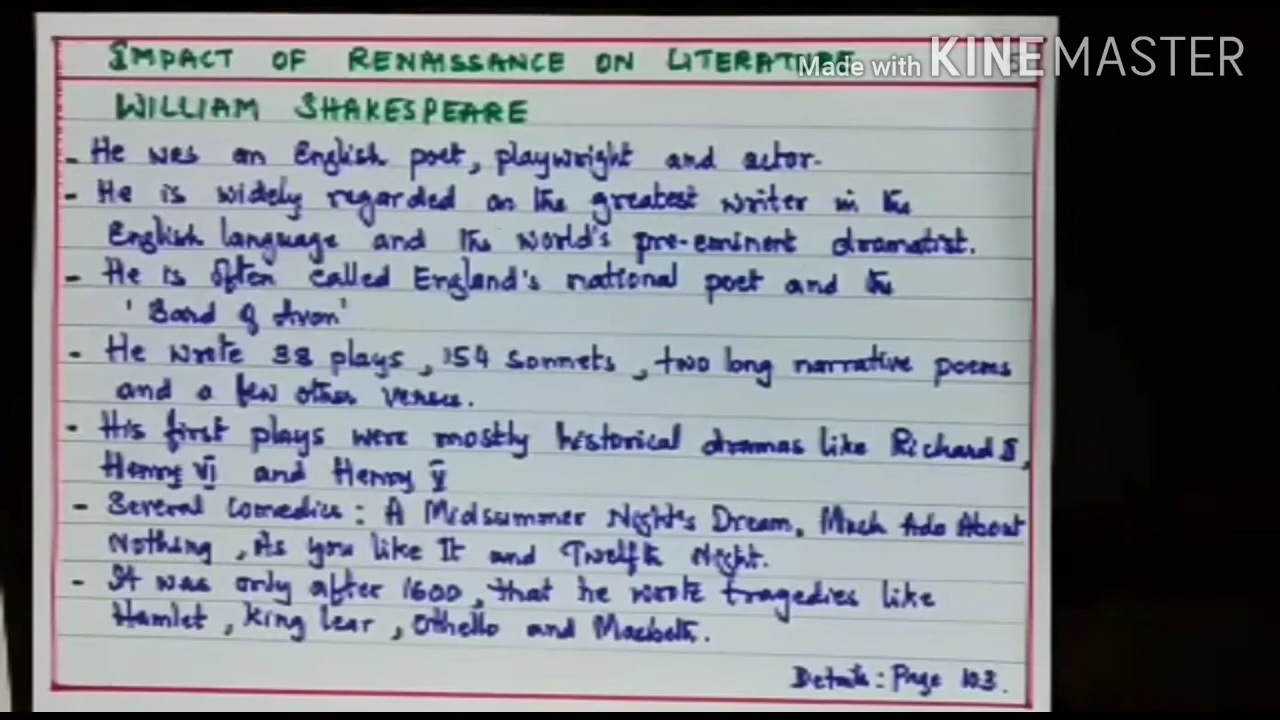 IMPACT OF RENAISSANCE ON LITERATURE
Made with KINEMASTER
WILLIAM SHAKESPEARE
- He was an English poet, playwright and actor.
- He is widely regarded as the greatest writer in the
English language and the world's pre-eminent dramatist.
- He is often called England's national poet and the
'Bard of Avon'
- He wrote 38 plays, 154 sonnets, two long narrative poems
and a few other verses.
- His first plays were mostly historical dramas like Richard II,
Henry VI and Henry V
- Several comedies: A Midsummer Night's Dream, Much Ado About
Nothing, As You like It and Twelfth Night.
- It was only after 1600, that he wrote tragedies like
Hamlet, King Lear, Othello and Macbeth.
Details: Page 103.